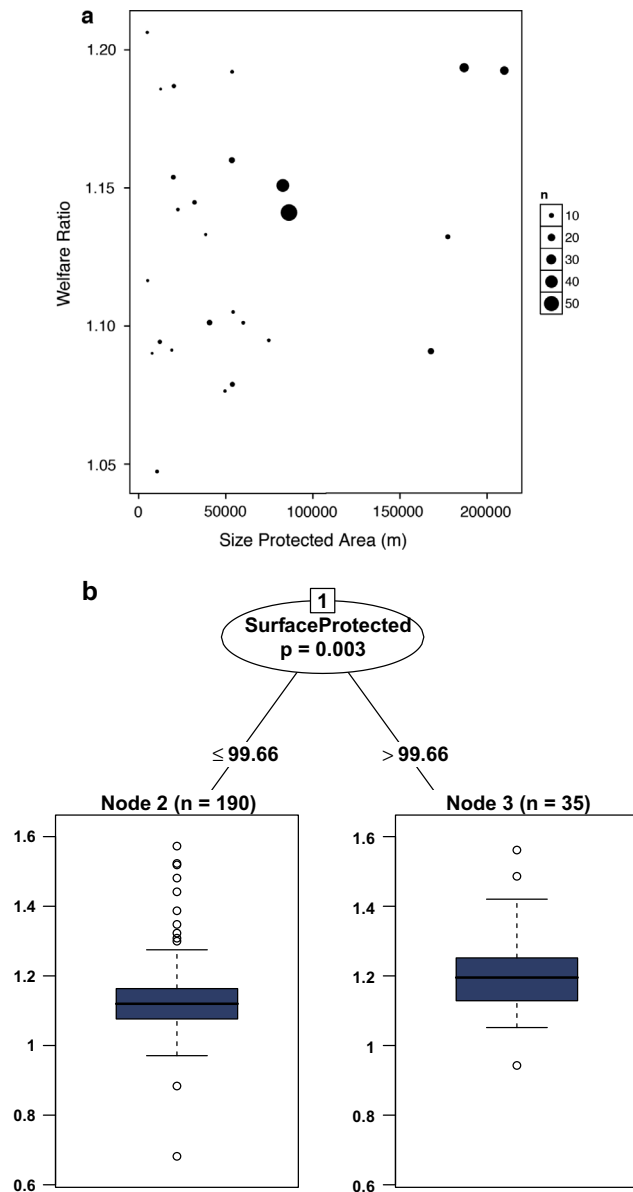 a
1.20
1.15
1.10
1.05
Welfare Ratio
0 50000 100000 150000 200000
Size Protected Area (m)
n
10
20
30
40
50
b
1
SurfaceProtected
p = 0.003
≤ 99.66 > 99.66
Node 2 (n = 190) Node 3 (n = 35)
1.6 1.6
1.4 1.4
1.2 1.2
1 1
0.8 0.8
0.6 0.6